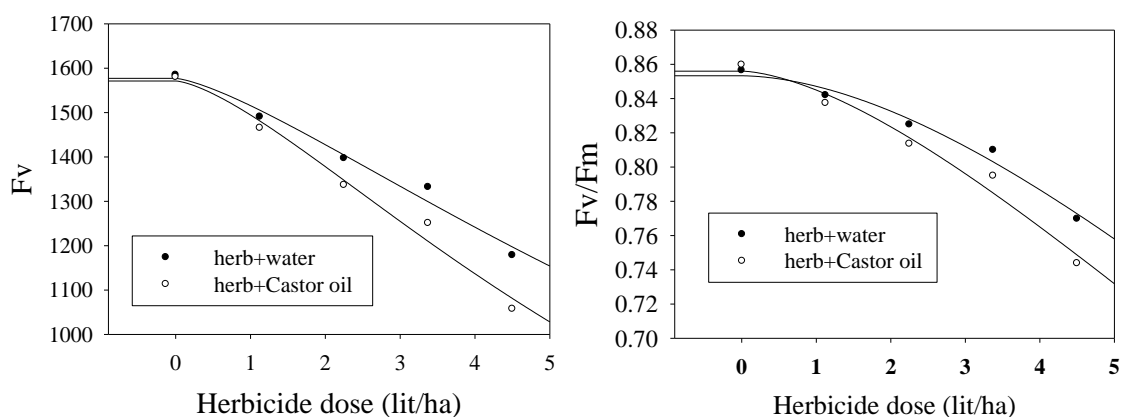 1700
1600
1500
1400
1300
1200
1100
1000
Fv
herb+water
herb+Castor oil
0 1 2 3 4 5
Herbicide dose (lit/ha)
0.88
0.86
0.84
0.82
0.80
0.78
0.76
0.74
0.72
0.70
Fv/Fm
herb+water
herb+Castor oil
0 1 2 3 4 5
Herbicide dose (lit/ha)